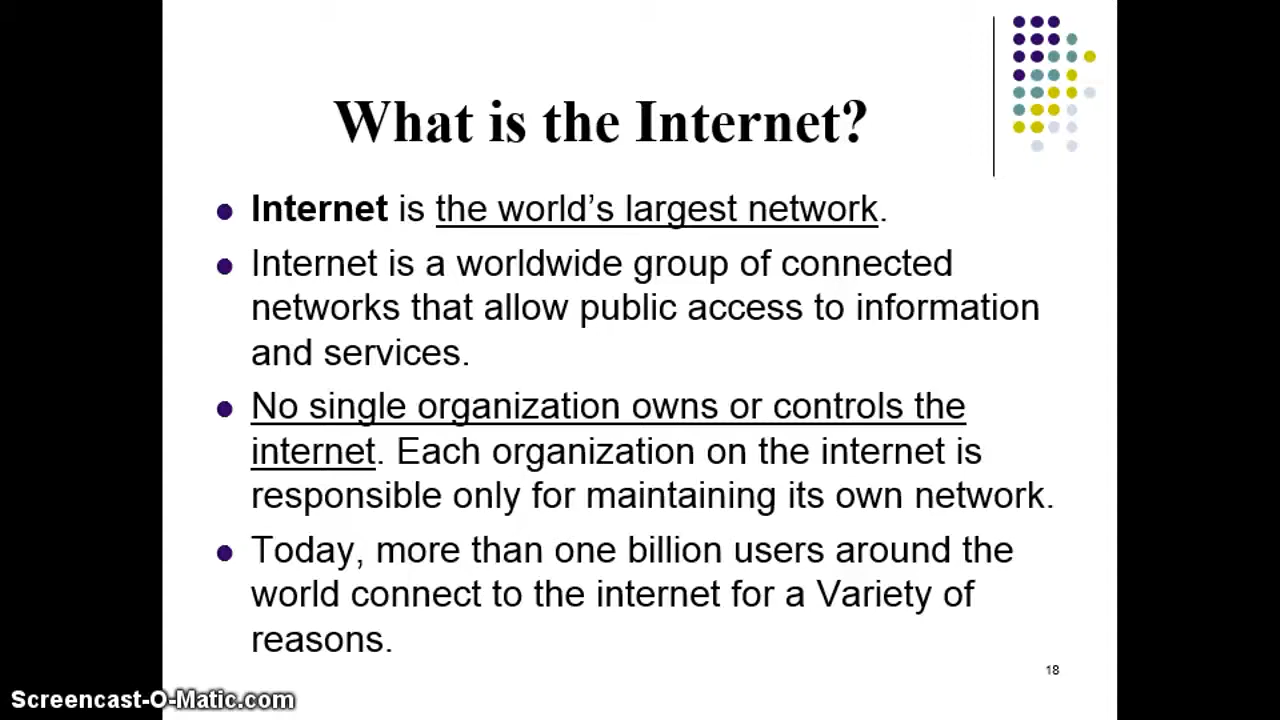 What is the Internet?
● Internet is the world’s largest network.
● Internet is a worldwide group of connected
networks that allow public access to information
and services.
● No single organization owns or controls the
internet. Each organization on the internet is
responsible only for maintaining its own network.
● Today, more than one billion users around the
world connect to the internet for a Variety of
reasons.
18
Screencast-O-Matic.com